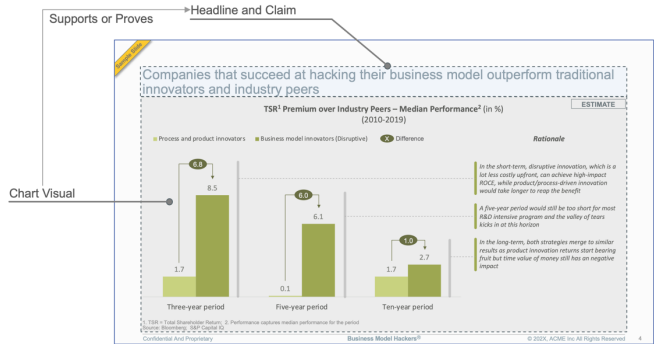 Headline and Claim
Supports or Proves
Sample Slide
Companies that succeed at hacking their business model outperform traditional
innovators and industry peers
TSR¹ Premium over Industry Peers – Median Performance² (in %)
(2010-2019)
ESTIMATE
Process and product innovators
Business model innovators (Disruptive)
X Difference
Rationale
Chart Visual
6.8
8.5
1.7
6.0
6.1
0.1
1.0
2.7
1.7
Three-year period
Five-year period
Ten-year period
In the short-term, disruptive innovation, which is a
lot less costly upfront, can achieve high-impact
ROCE, while product/process-driven innovation
would take longer to reap the benefit
A five-year period would still be too short for most
R&D intensive program and the valley of tears
kicks in at this horizon
In the long-term, both strategies merge to similar
results as product innovation returns start bearing
fruit but time value of money still has an negative
impact
1. TSR = Total Shareholder Return, 2. Performance captures median performance for the period
Source: Bloomberg; S&P Capital IQ
Confidential And Proprietary
Business Model Hackers®
© 202X, ACME Inc All Rights Reserved
4